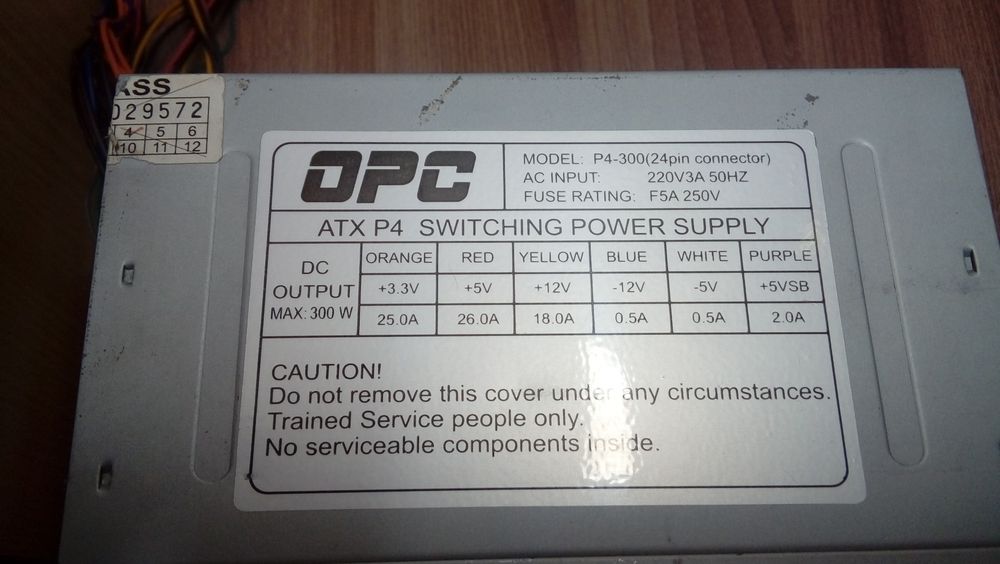 ASS
029572
4 5 6
10 11 12
OPC
MODEL: P4-300(24pin connector)
AC INPUT: 220V3A 50HZ
FUSE RATING: F5A 250V
ATX P4 SWITCHING POWER SUPPLY
DC OUTPUT MAX: 300 W
ORANGE RED YELLOW BLUE WHITE PURPLE
+3.3V +5V +12V -12V -5V +5VSB
25.0A 26.0A 18.0A 0.5A 0.5A 2.0A
CAUTION!
Do not remove this cover under any circumstances.
Trained Service people only.
No serviceable components inside.